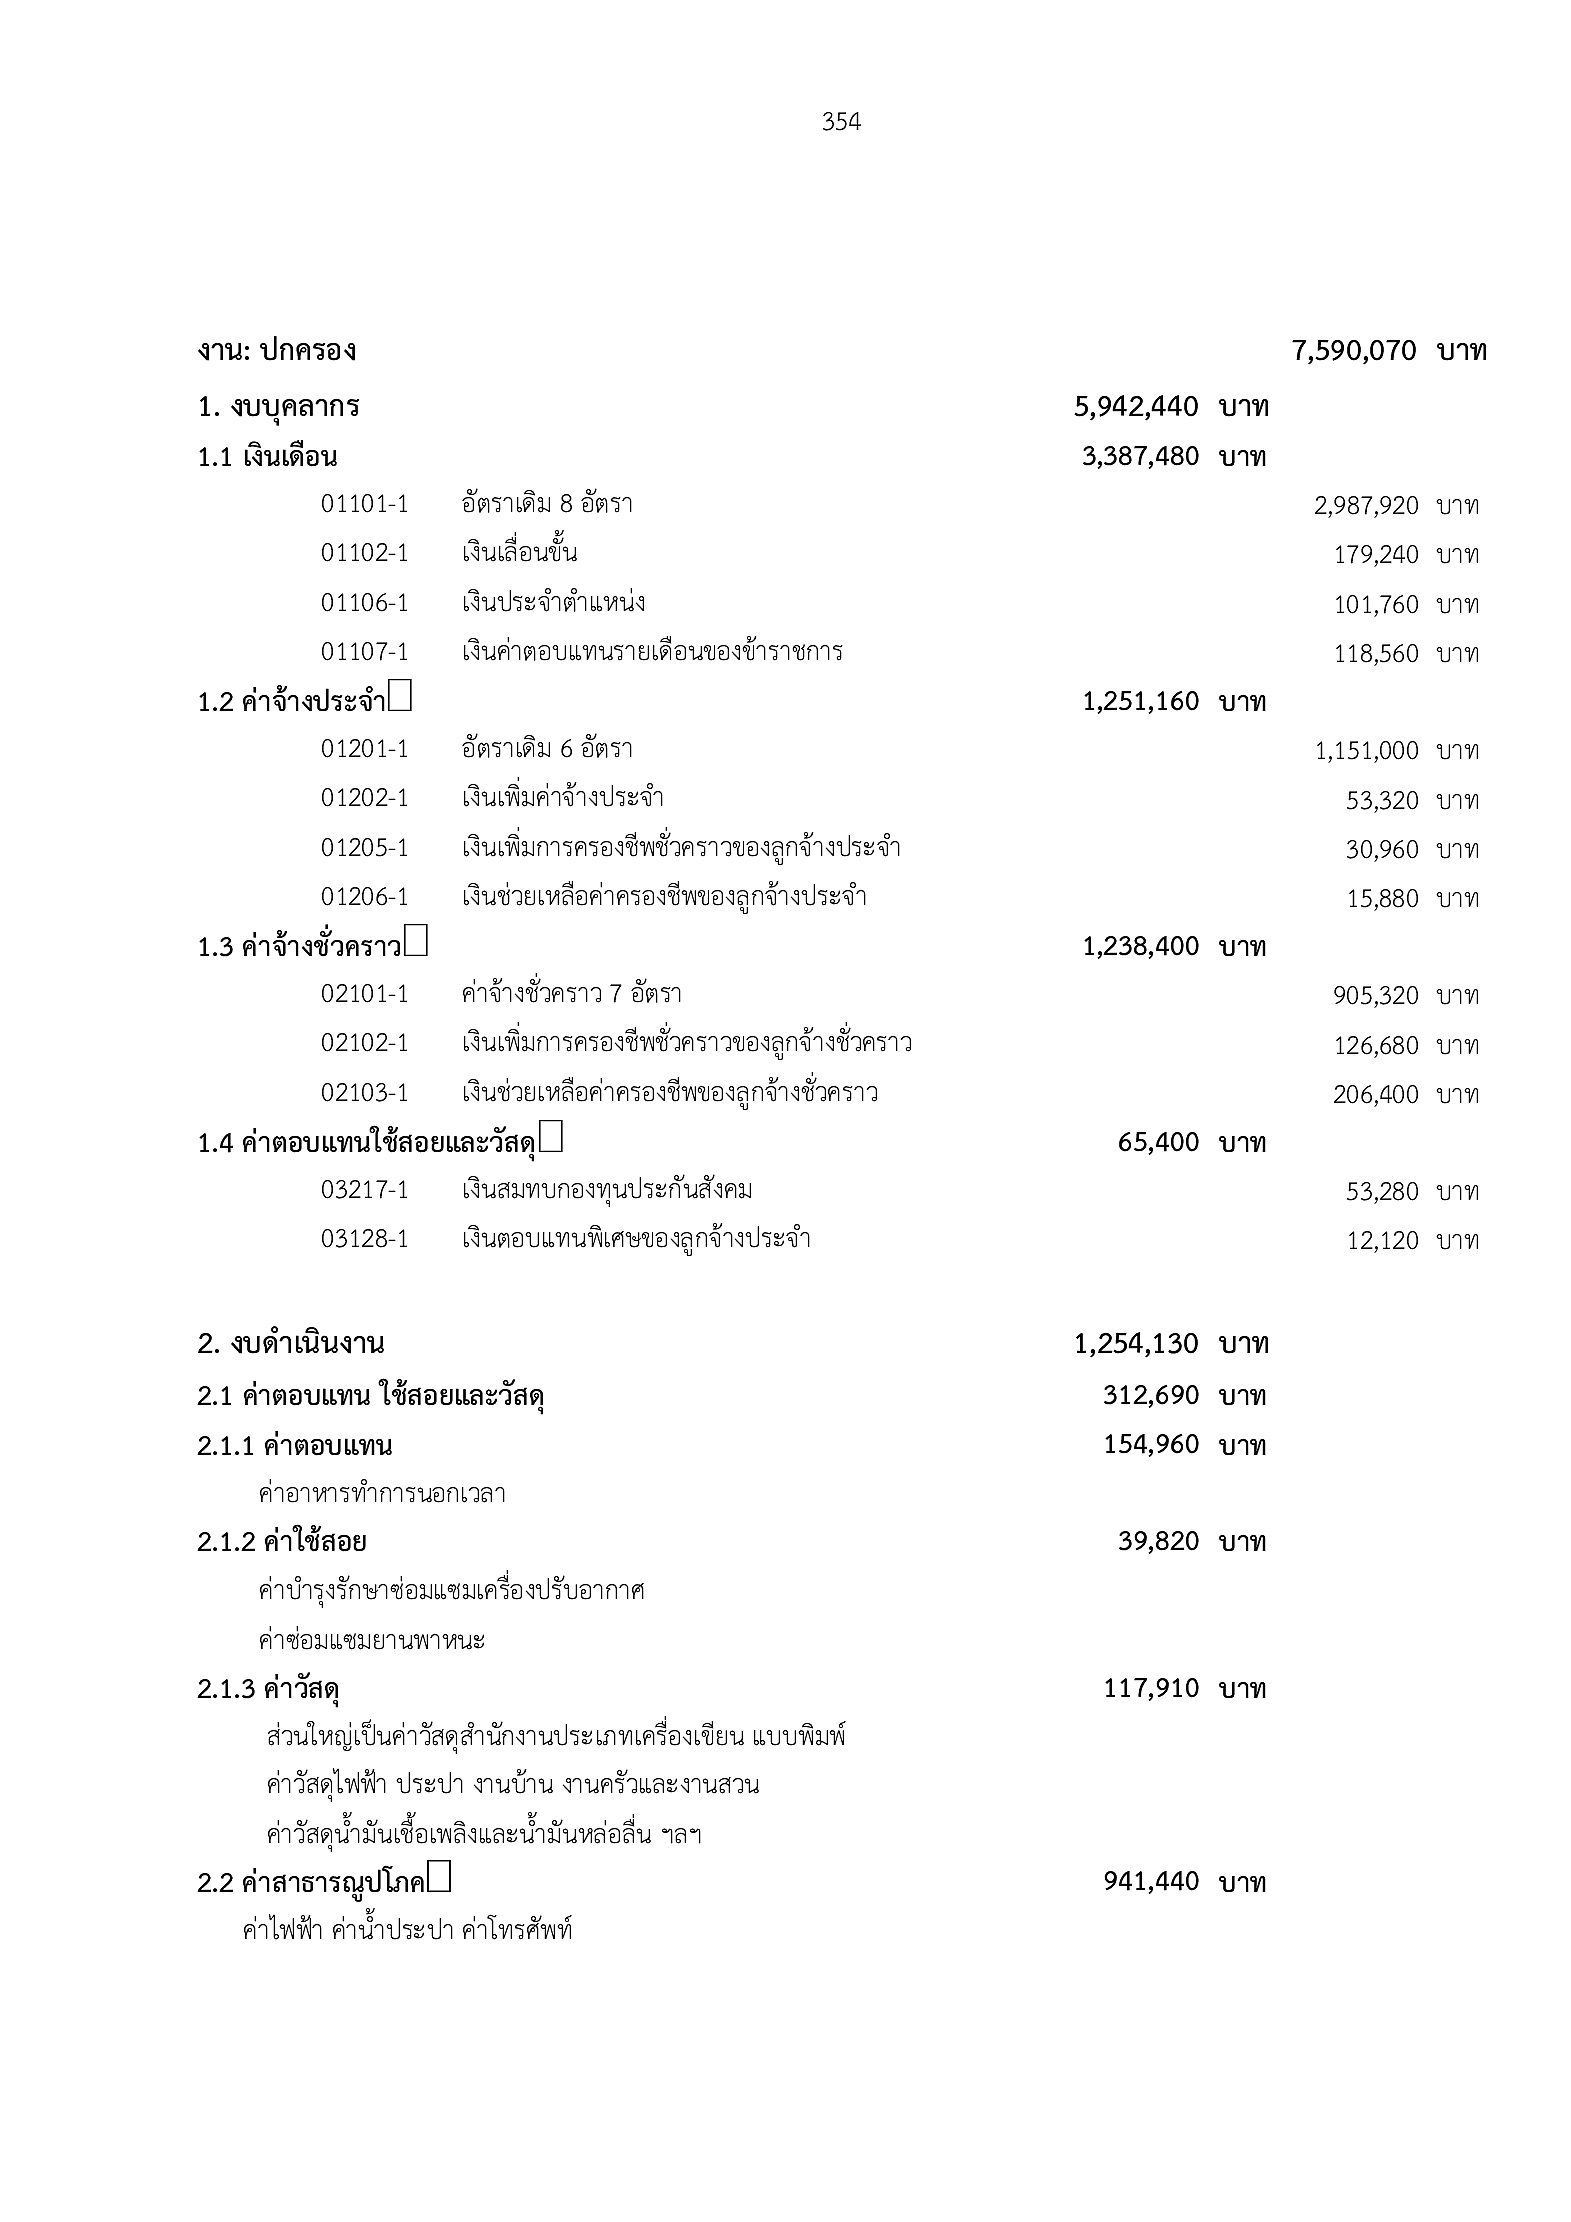 354
งาน: ปกครอง 7,590,070 บาท
1. งบบุคลากร 5,942,440 บาท
1.1 เงินเดือน 3,387,480 บาท
01101-1 อัตราเดิม 8 อัตรา 2,987,920 บาท
01102-1 เงินเลื่อนขั้น 179,240 บาท
01106-1 เงินประจำตำแหน่ง 101,760 บาท
01107-1 เงินค่าตอบแทนรายเดือนของข้าราชการ 118,560 บาท
1.2 ค่าจ้างประจำ 1,251,160 บาท
01201-1 อัตราเดิม 6 อัตรา 1,151,000 บาท
01202-1 เงินเพิ่มค่าจ้างประจำ 53,320 บาท
01205-1 เงินเพิ่มการครองชีพชั่วคราวของลูกจ้างประจำ 30,960 บาท
01206-1 เงินช่วยเหลือค่าครองชีพของลูกจ้างประจำ 15,880 บาท
1.3 ค่าจ้างชั่วคราว 1,238,400 บาท
02101-1 ค่าจ้างชั่วคราว 7 อัตรา 905,320 บาท
02102-1 เงินเพิ่มการครองชีพชั่วคราวของลูกจ้างชั่วคราว 126,680 บาท
02103-1 เงินช่วยเหลือค่าครองชีพของลูกจ้างชั่วคราว 206,400 บาท
1.4 ค่าตอบแทนใช้สอยและวัสดุ 65,400 บาท
03217-1 เงินสมทบกองทุนประกันสังคม 53,280 บาท
03128-1 เงินตอบแทนพิเศษของลูกจ้างประจำ 12,120 บาท
2. งบดำเนินงาน 1,254,130 บาท
2.1 ค่าตอบแทน ใช้สอยและวัสดุ 312,690 บาท
2.1.1 ค่าตอบแทน 154,960 บาท
ค่าอาหารทำการนอกเวลา
2.1.2 ค่าใช้สอย 39,820 บาท
ค่าบำรุงรักษาซ่อมแซมเครื่องปรับอากาศ
ค่าซ่อมแซมยานพาหนะ
2.1.3 ค่าวัสดุ 117,910 บาท
ส่วนใหญ่เป็นค่าวัสดุสำนักงานประเภทเครื่องเขียน แบบพิมพ์
ค่าวัสดุไฟฟ้า ประปา งานบ้าน งานครัวและงานสวน
ค่าวัสดุน้ำมันเชื้อเพลิงและน้ำมันหล่อลื่น ฯลฯ
2.2 ค่าสาธารณูปโภค 941,440 บาท
ค่าไฟฟ้า ค่าน้ำประปา ค่าโทรศัพท์